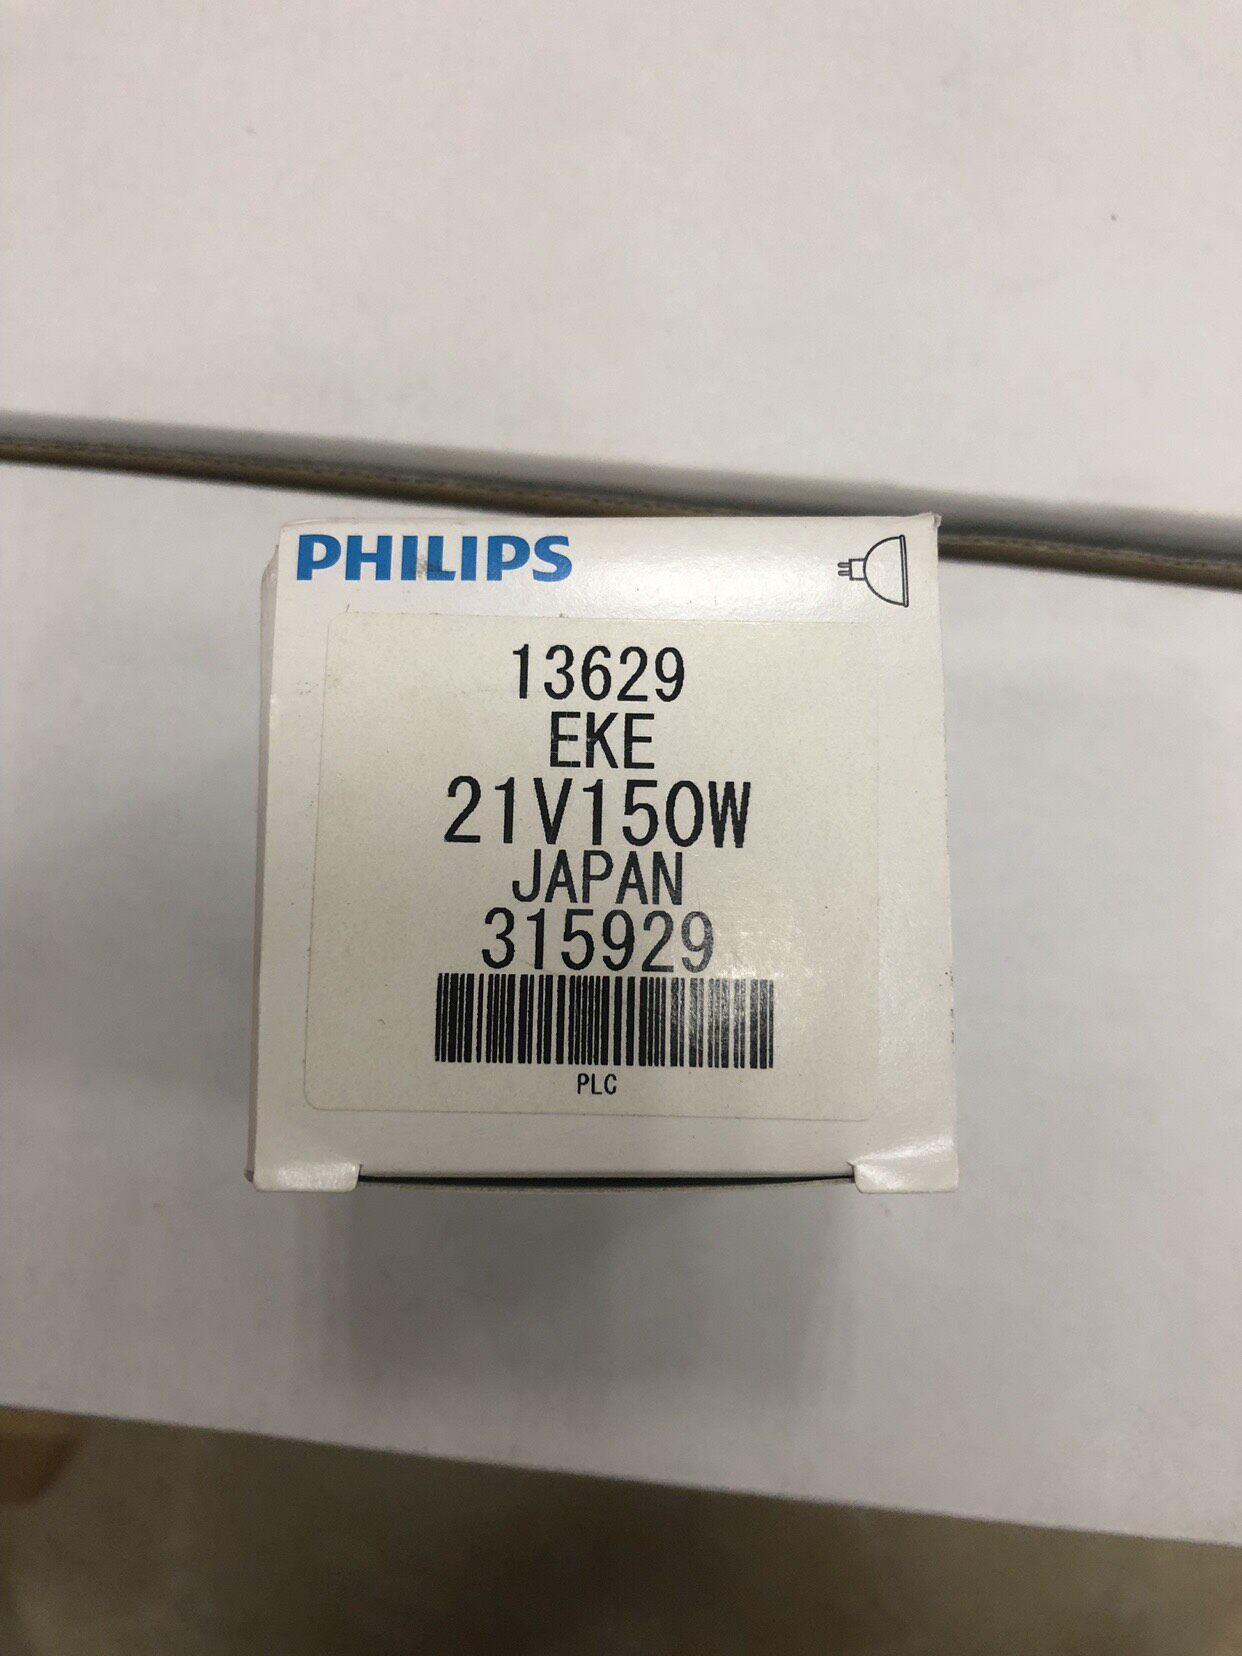 PHILIPS
13629
EKE
21V150W
JAPAN
315929
PLC